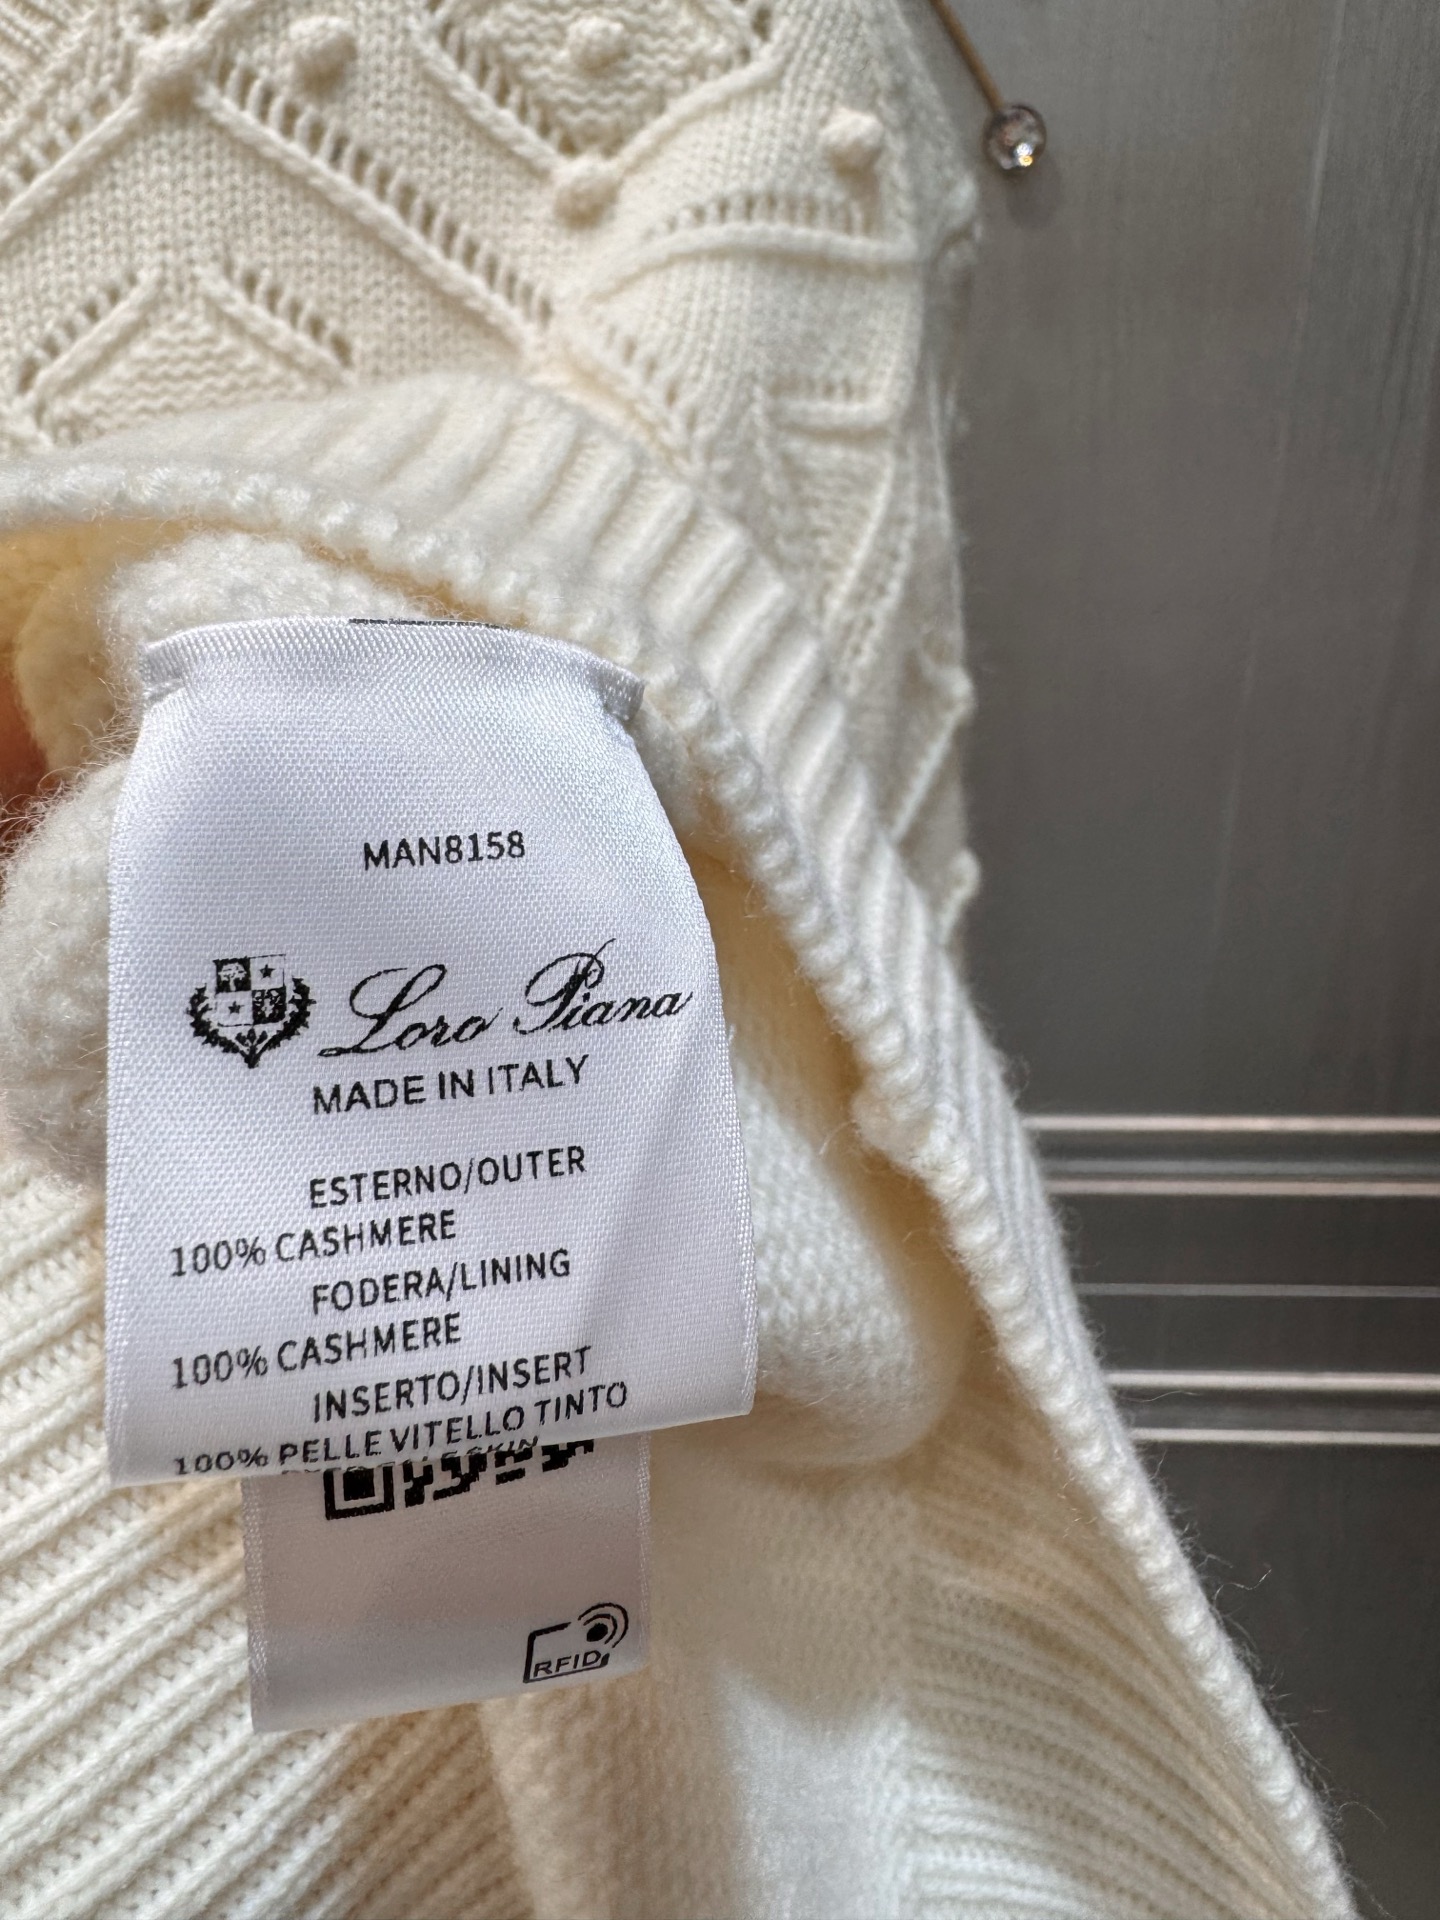 MAN8158
Loro Piana
MADE IN ITALY
ESTERNO/OUTER
100% CASHMERE
FODERA/LINING
100% CASHMERE
INSERTO/INSERT
100% PELLE VITELLO TINTO
RFID